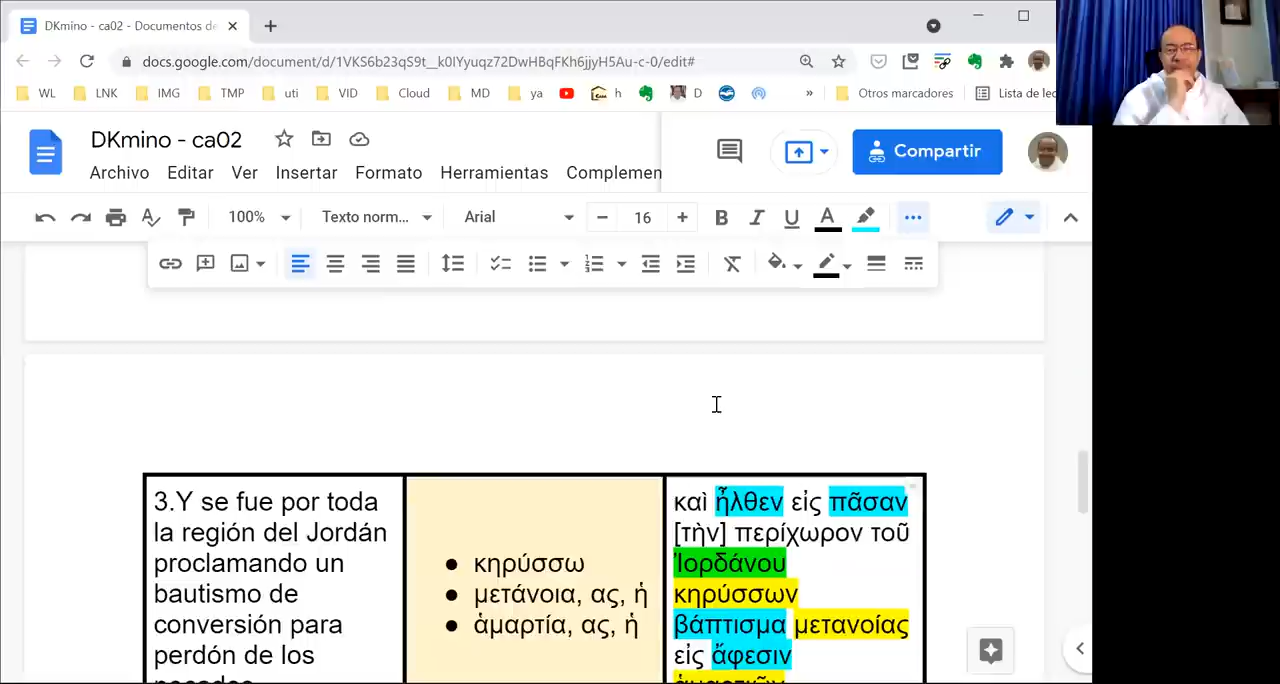 DKmino - ca02 - Documentos de
docs.google.com/document/d/1VKS6b23qS9t__k0IYyuqz72DwHBqFKh6jjyH5Au-c-0/edit#
WL LNK IMG TMP uti VID Cloud MD ya h D » Otros marcadores Lista de lec
DKmino - ca02
Archivo Editar Ver Insertar Formato Herramientas Complemen
Compartir
100% Texto norm... Arial 16
3.Y se fue por toda
la región del Jordán
proclamando un
bautismo de
conversión para
perdón de los
κηρύσσω
μετάνοια, ας, ἡ
ἁμαρτία, ας, ἡ
καὶ ἦλθεν εἰς πᾶσαν
[τὴν] περίχωρον τοῦ
Ἰορδάνου
κηρύσσων
βάπτισμα μετανοίας
εἰς ἄφεσιν